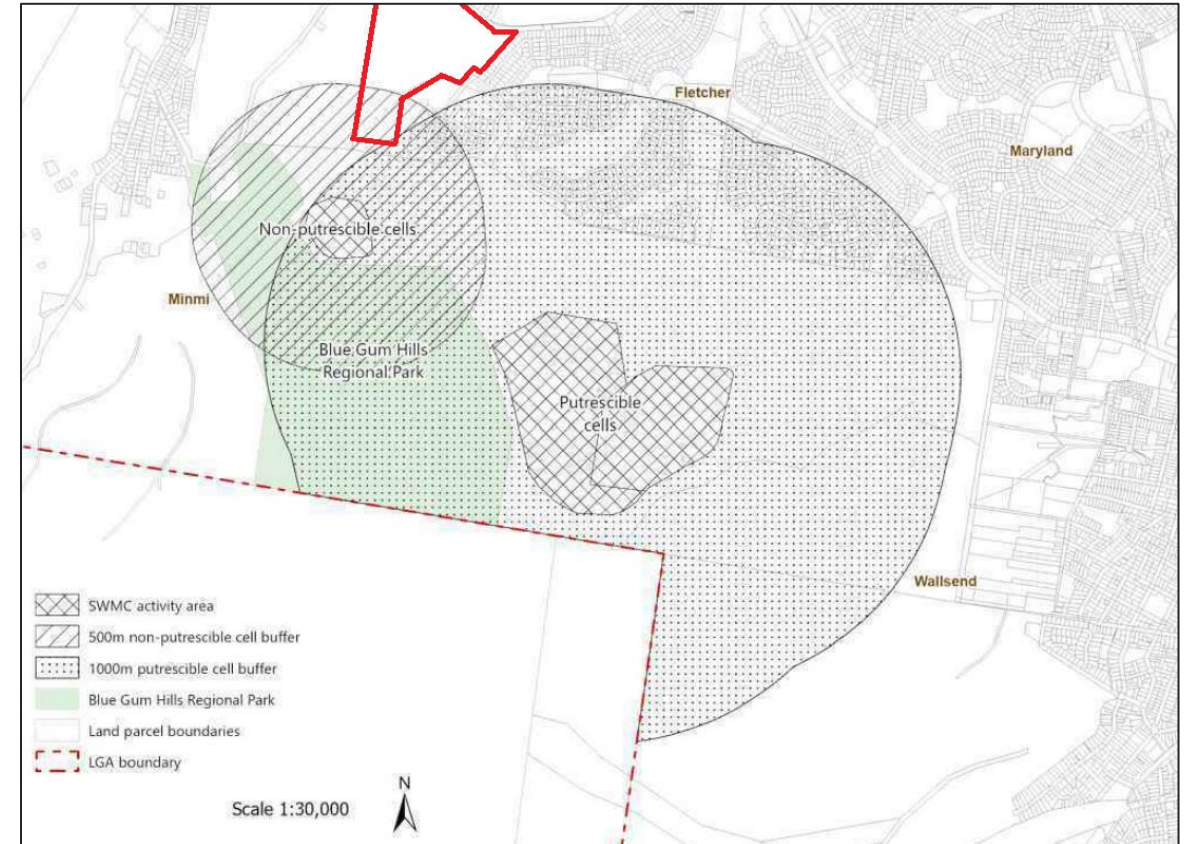 Fletcher
Maryland
Non-putrescible cells
Minmi
Blue Gum Hills
Regional Park
Putrescible
cells
Wallsend
SWMC activity area
500m non-putrescible cell buffer
1000m putrescible cell buffer
Blue Gum Hills Regional Park
Land parcel boundaries
LGA boundary
N
Scale 1:30,000